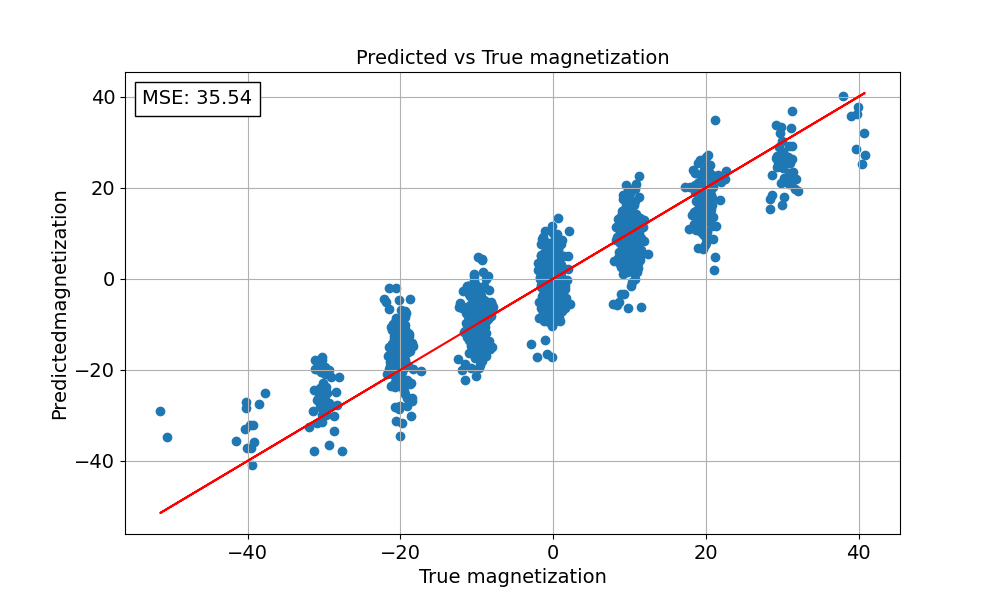 Predicted vs True magnetization
MSE: 35.54
40
20
0
−20
−40
Predictedmagnetization
−40
−20
0
20
40
True magnetization